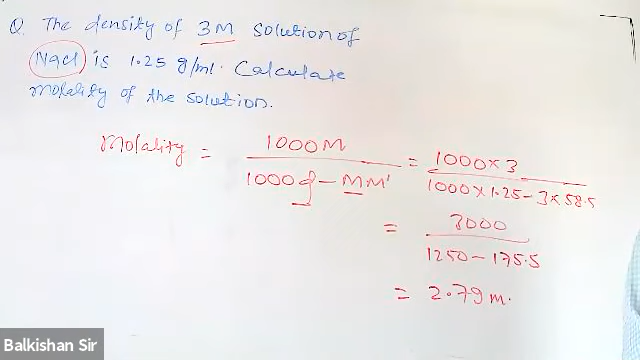 Q. The density of 3M solution of
NaCl is 1.25 g/ml. Calculate
molality of the solution.
Molality = 1000M / 1000d - MM' = 1000×3 / 1000×1.25 - 3×58.5
= 3000 / 1250 - 175.5
= 2.79 m.
Balkishan Sir